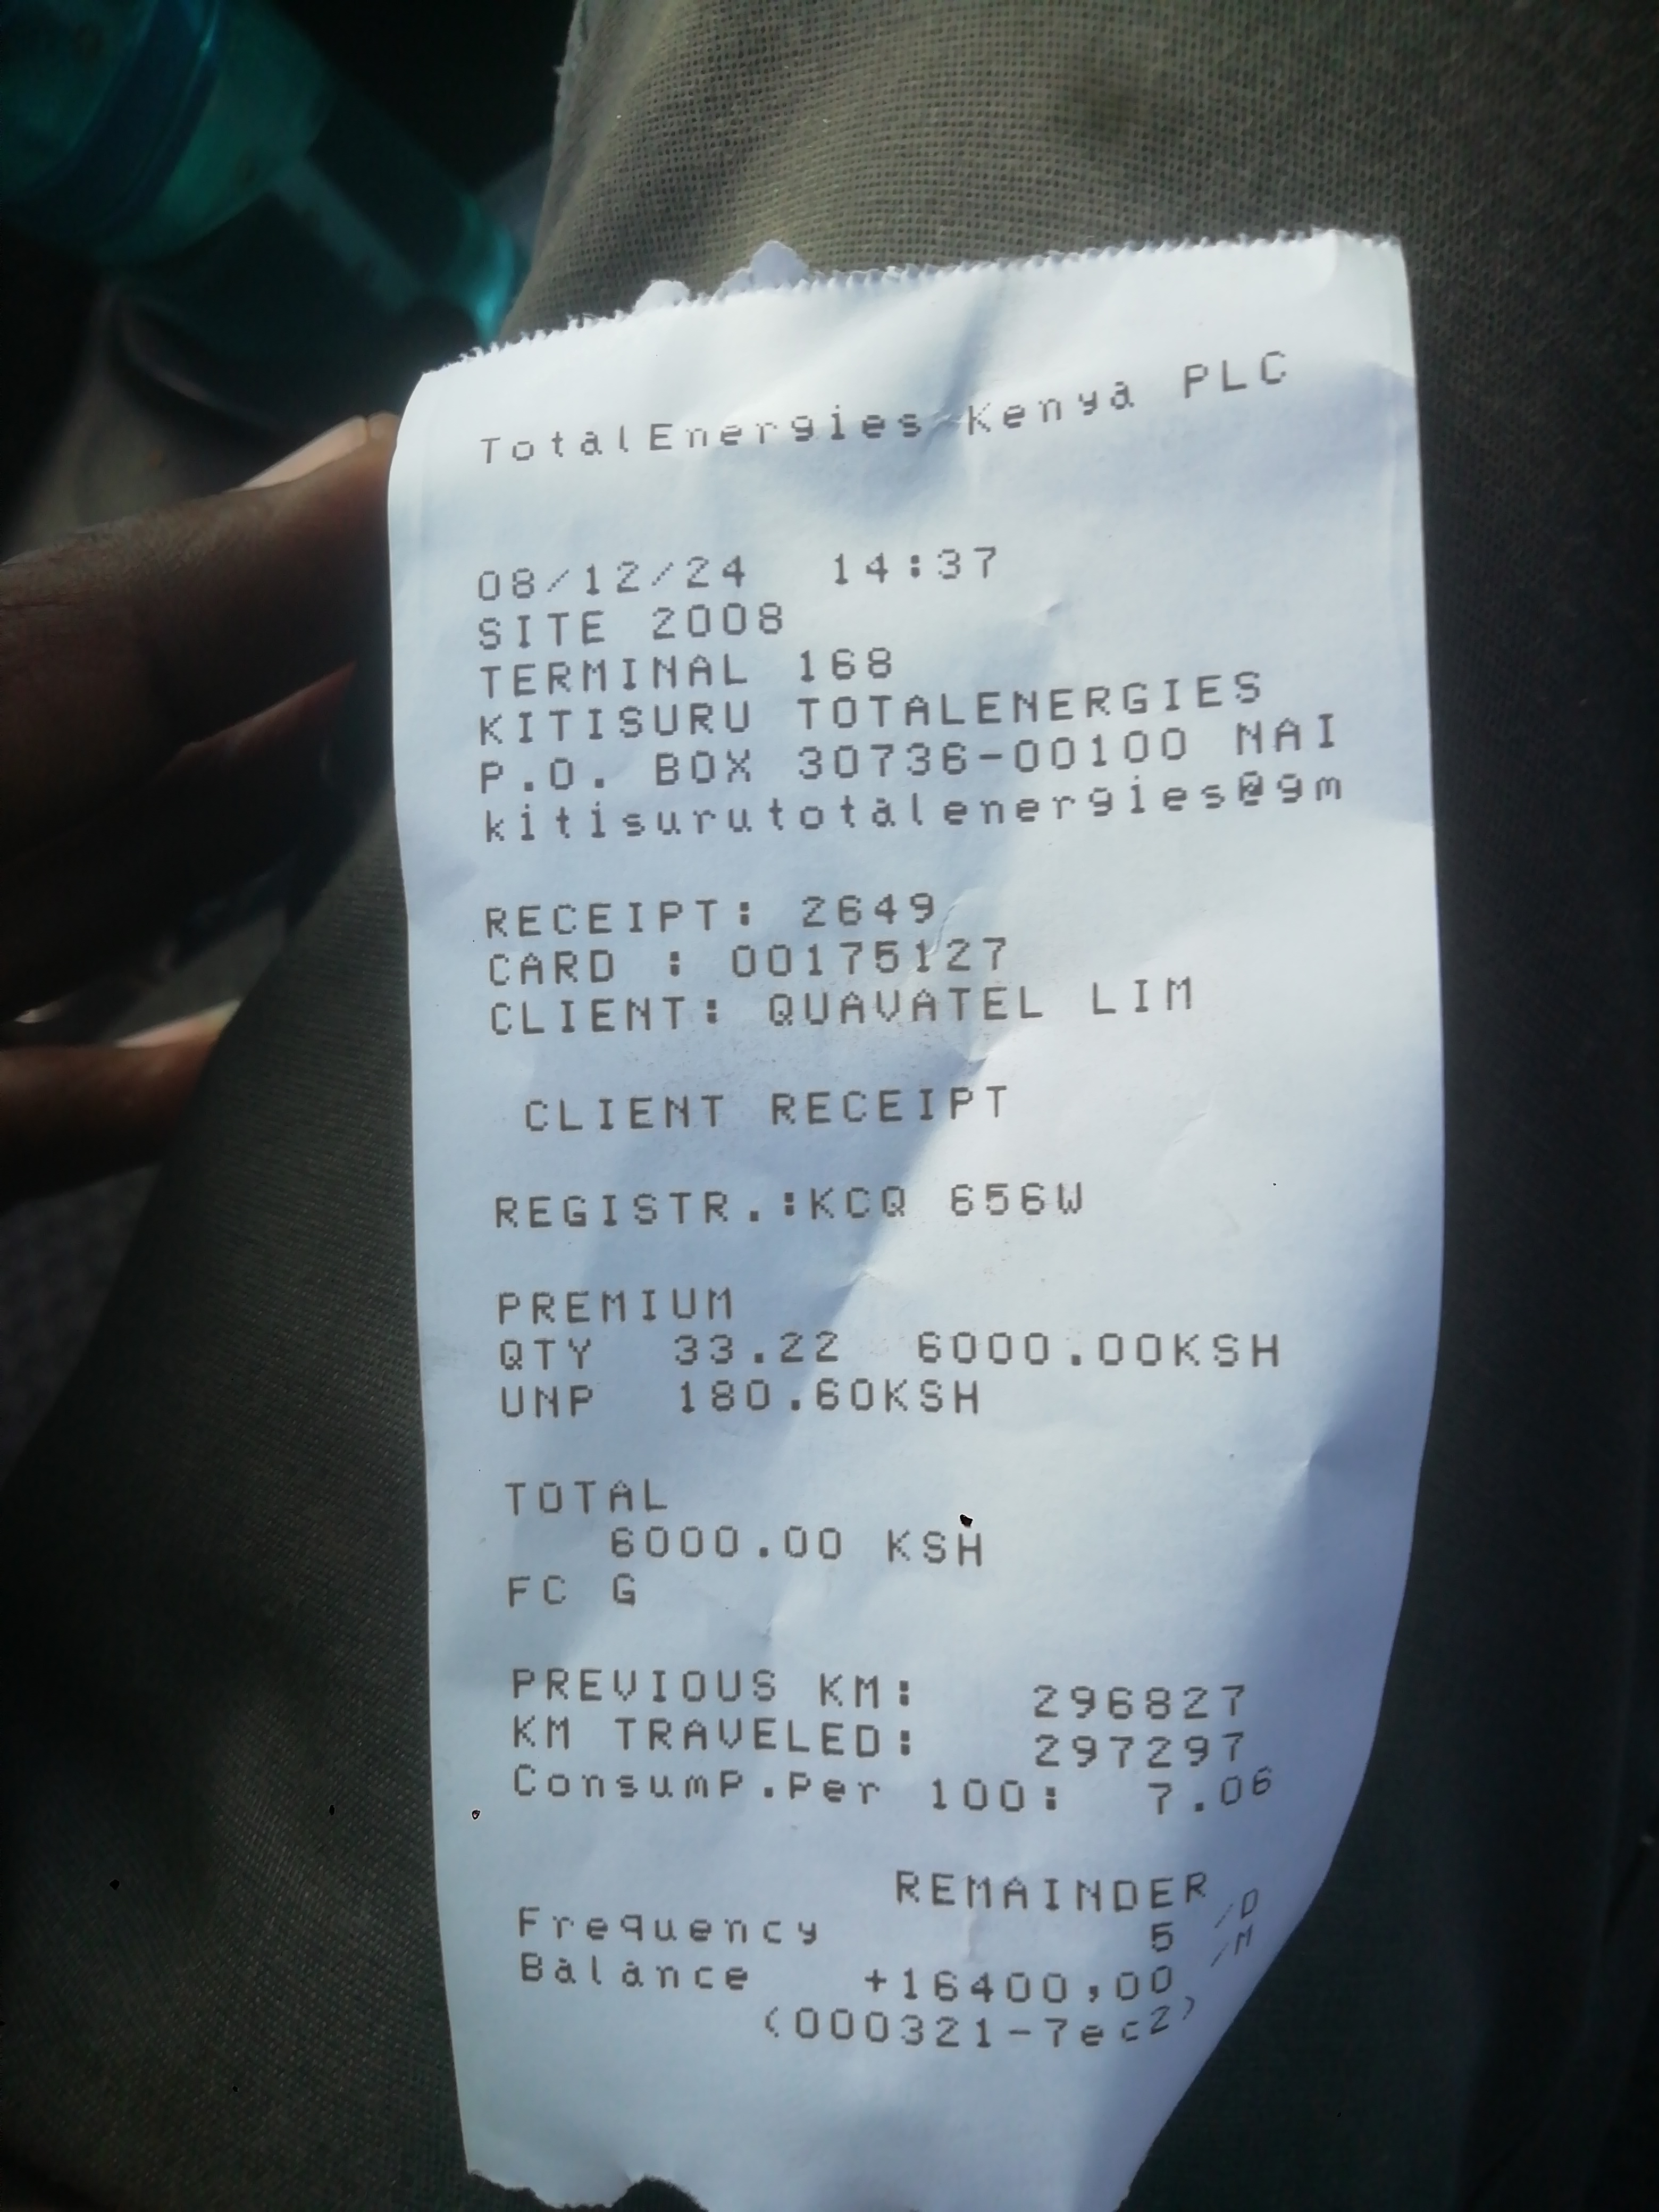 TotalEnergies Kenya PLC
08/12/24 14:37
SITE 2008
TERMINAL 168
KITISURU TOTALENERGIES
P.O. BOX 30736-00100 NAI
kitisurutotalenergies@gm
RECEIPT: 2649
CARD : 00175127
CLIENT: QUAVATEL LIM
CLIENT RECEIPT
REGISTR.:KCQ 656W
PREMIUM
QTY 33.22 6000.00KSH
UNP 180.60KSH
TOTAL
6000.00 KSH
FC G
PREVIOUS KM: 296827
KM TRAVELED: 297297
Consump.Per 100: 7.06
REMAINDER
Frequency 5 /D
Balance +16400,00 /M
(000321-7ec2)